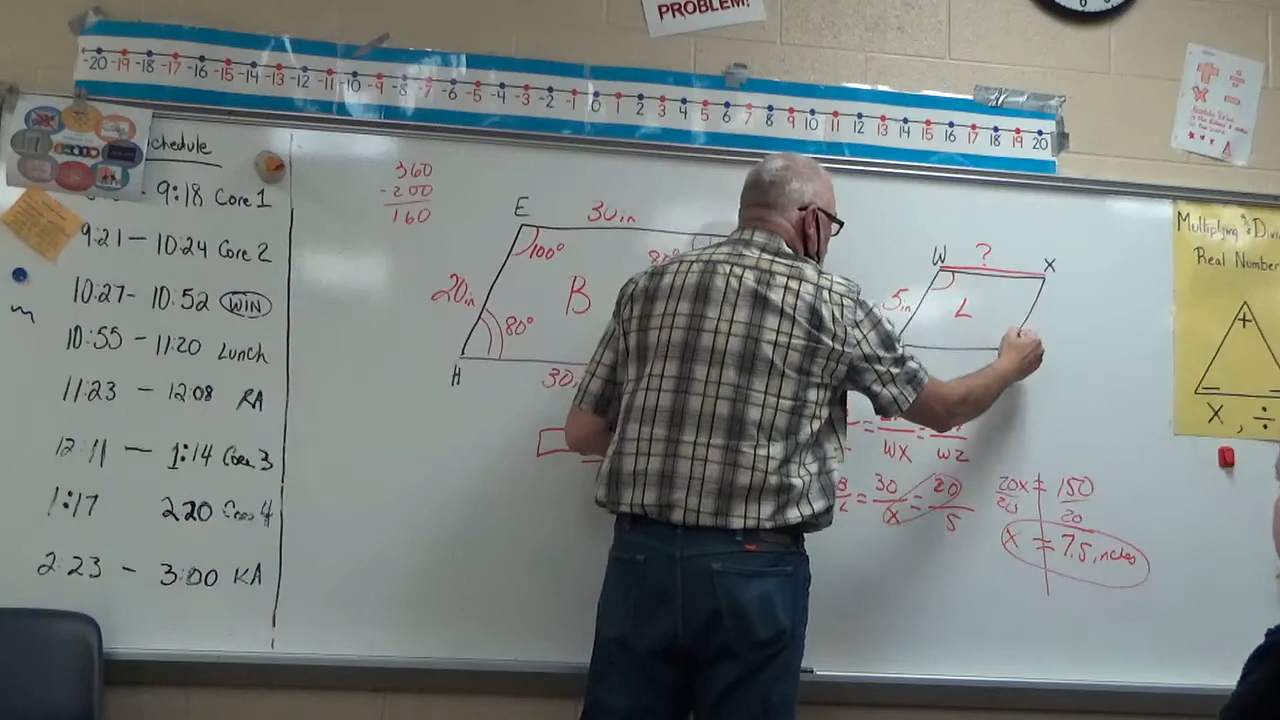 PROBLEM!
-20 -19 -18 -17 -16 -15 -14 -13 -12 -11 -10 -9 -8 -7 -6 -5 -4 -3 -2 -1 0 1 2 3 4 5 6 7 8 9 10 11 12 13 14 15 16 17 18 19 20
chedule
9:18 Core 1
9:21 - 10:24 Core 2
10:27 - 10:52 WIN
10:55 - 11:20 Lunch
11:23 - 12:08 RA
12:11 - 1:14 Core 3
1:17 220 Core 4
2:23 - 3:00 KA
360
- 200
160
E 30in
100°
20in B
80°
H 30
W ? X
5in L
WX WZ
= 30/x = 20/5
20x = 150
20 20
x = 7.5 inches
Multiplying & Divi
Real Number
+
- -
X, ÷